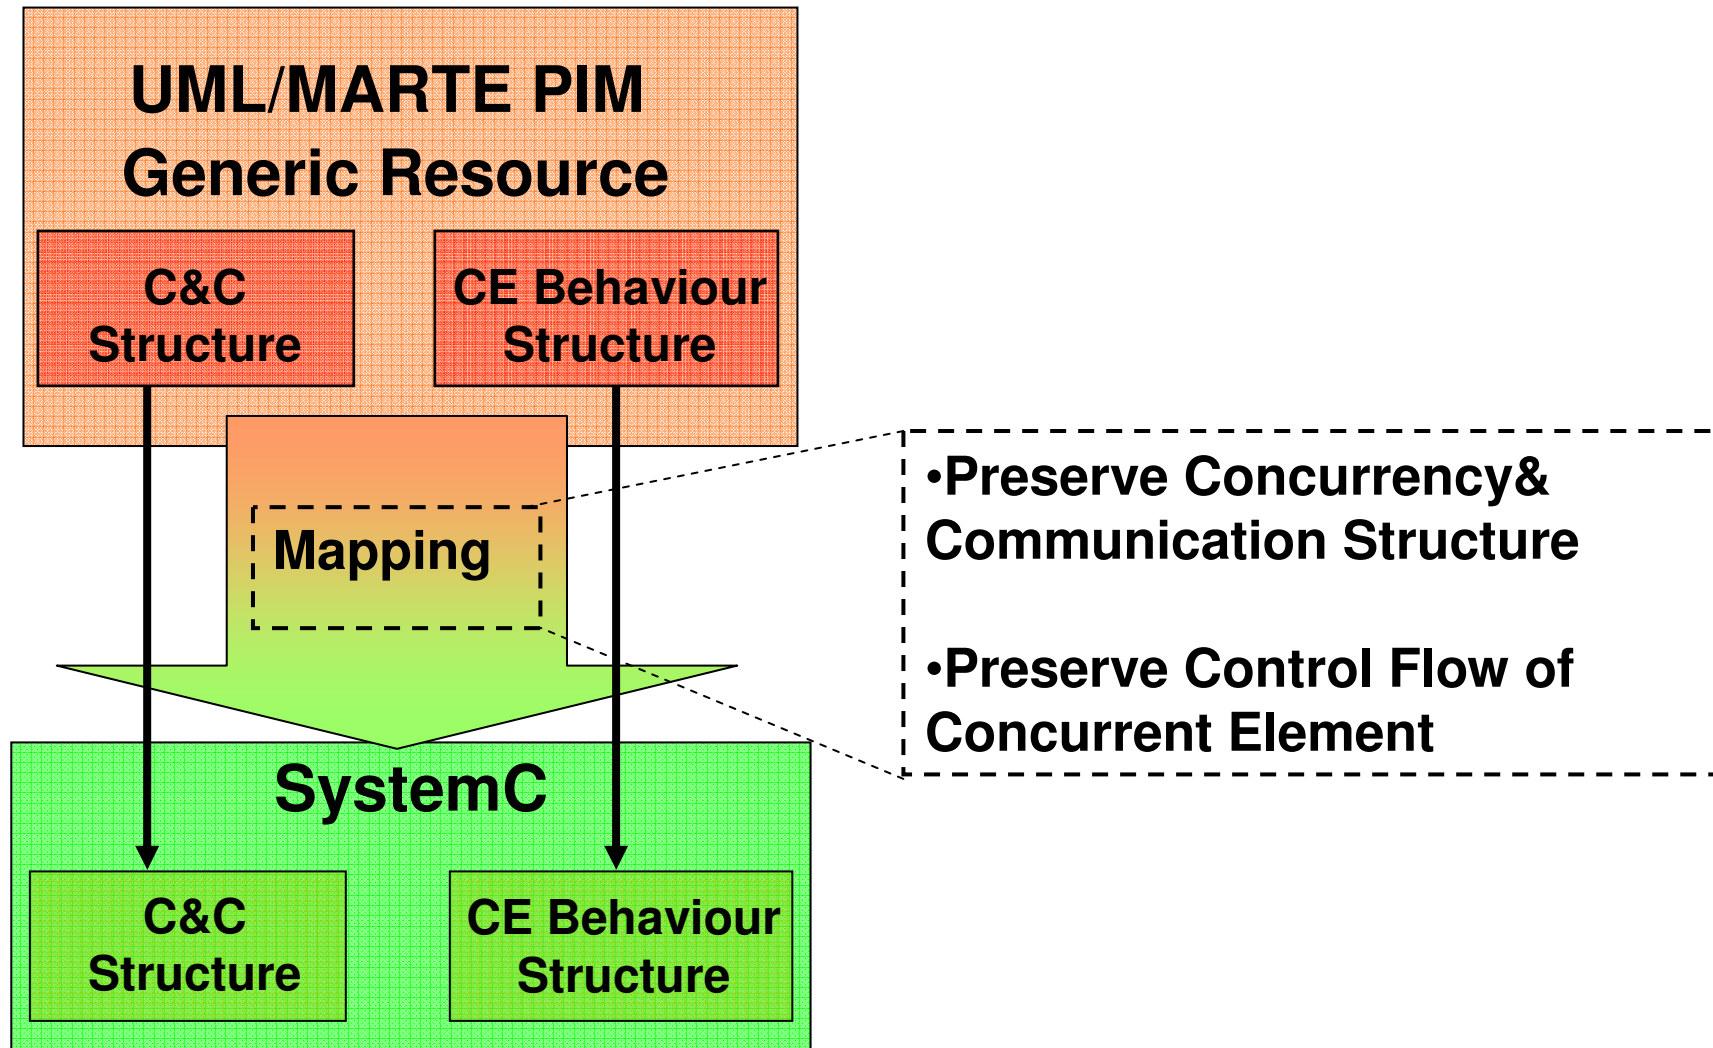 UML/MARTE PIM
Generic Resource
C&C
Structure
CE Behaviour
Structure
Mapping
•Preserve Concurrency&
Communication Structure
•Preserve Control Flow of
Concurrent Element
SystemC
C&C
Structure
CE Behaviour
Structure